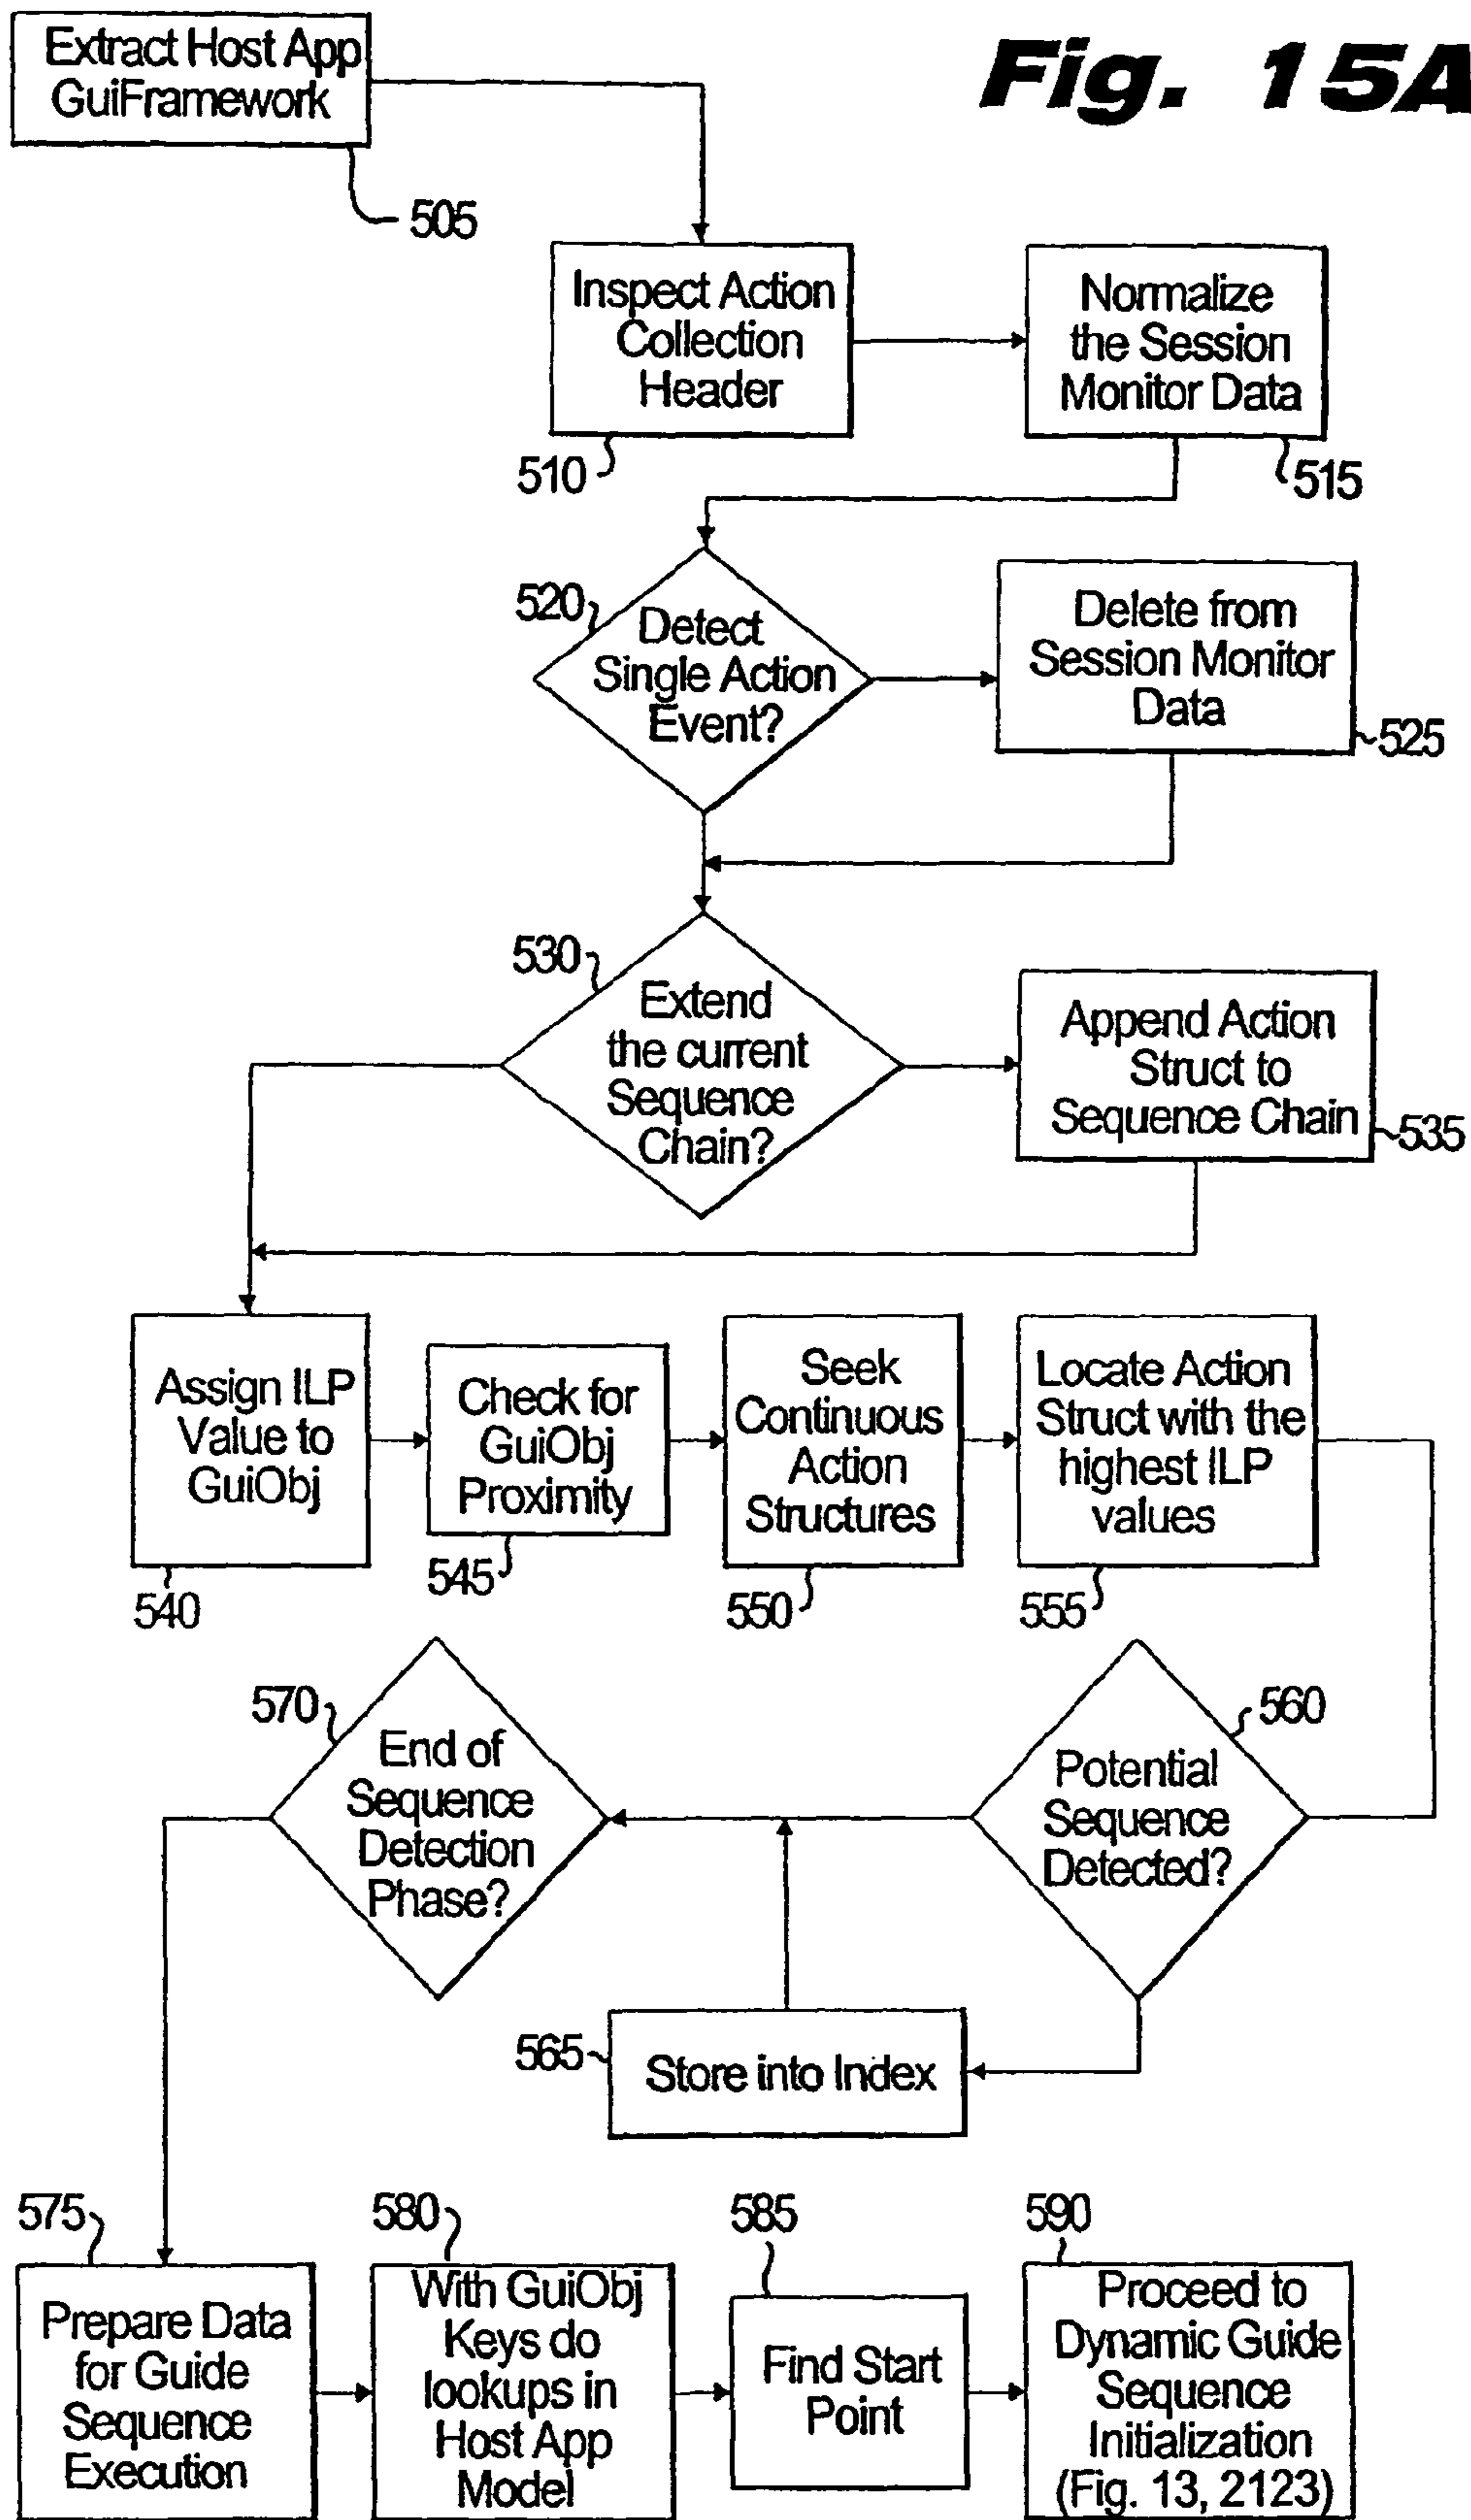 Extract Host App
GuiFramework
Fig. 15A
505
Inspect Action
Collection
Header
Normalize
the Session
Monitor Data
510
515
520
Detect
Single Action
Event?
Delete from
Session Monitor
Data
525
530
Extend
the current
Sequence
Chain?
Append Action
Struct to
Sequence Chain
535
Assign ILP
Value to
GuiObj
Check for
GuiObj
Proximity
Seek
Continuous
Action
Structures
Locate Action
Struct with the
highest ILP
values
540
545
550
555
570
End of
Sequence
Detection
Phase?
560
Potential
Sequence
Detected?
565
Store into Index
575
580
585
590
Prepare Data
for Guide
Sequence
Execution
With GuiObj
Keys do
lookups in
Host App
Model
Find Start
Point
Proceed to
Dynamic Guide
Sequence
Initialization
(Fig. 13, 2123)